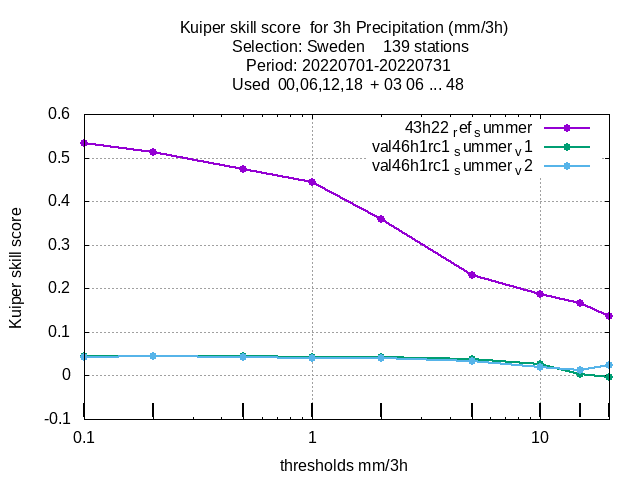 Kuiper skill score  for 3h Precipitation (mm/3h)
Selection: Sweden    139 stations
Period: 20220701-20220731
Used  00,06,12,18  + 03 06 ... 48
43h22_ref_summer
val46h1rc1_summer_v1
val46h1rc1_summer_v2
0.6
0.5
0.4
0.3
0.2
0.1
0
-0.1
Kuiper skill score
0.1 1 10
thresholds mm/3h